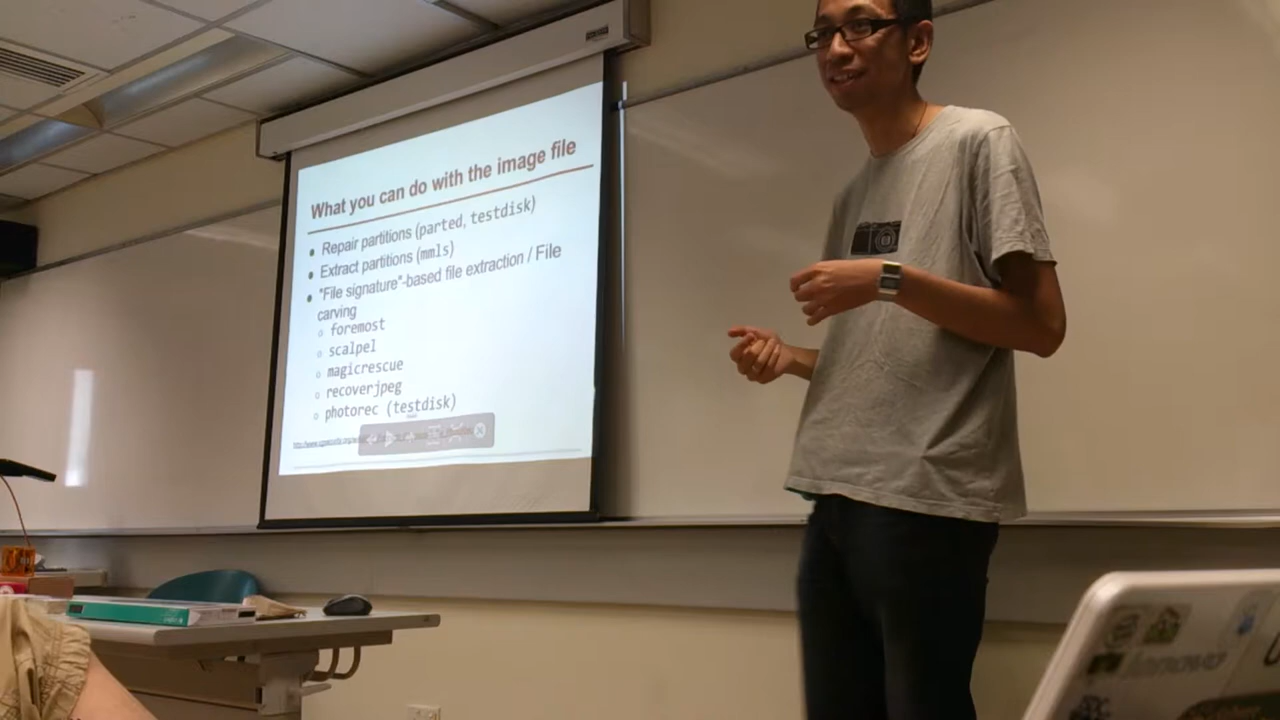 What you can do with the image file
● Repair partitions (parted, testdisk)
● Extract partitions (mmls)
● "File signature"-based file extraction / File
carving
○ foremost
○ scalpel
○ magicrescue
○ recoverjpeg
○ photorec (testdisk)